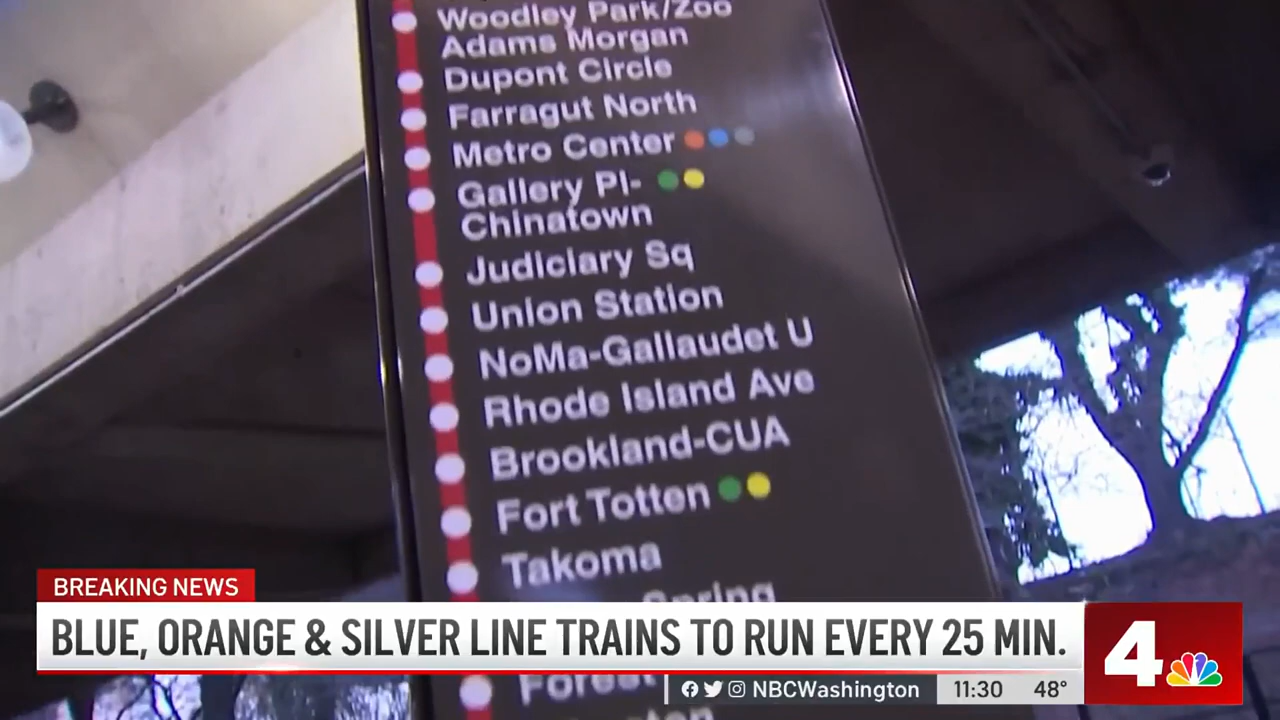 Woodley Park/Zoo
Adams Morgan
Dupont Circle
Farragut North
Metro Center
Gallery Pl-
Chinatown
Judiciary Sq
Union Station
NoMa-Gallaudet U
Rhode Island Ave
Brookland-CUA
Fort Totten
Takoma
Spring
BREAKING NEWS
BLUE, ORANGE & SILVER LINE TRAINS TO RUN EVERY 25 MIN.
4
Forest
NBCWashington
11:30 48°